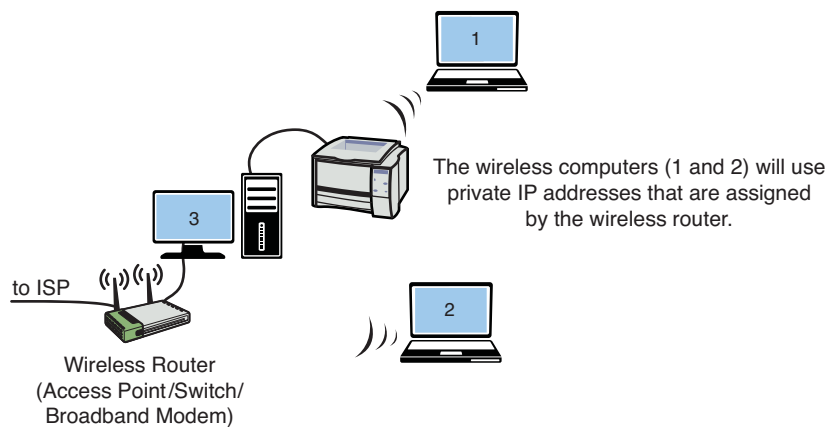 1
The wireless computers (1 and 2) will use
private IP addresses that are assigned
by the wireless router.
3
to ISP
2
Wireless Router
(Access Point/Switch/
Broadband Modem)